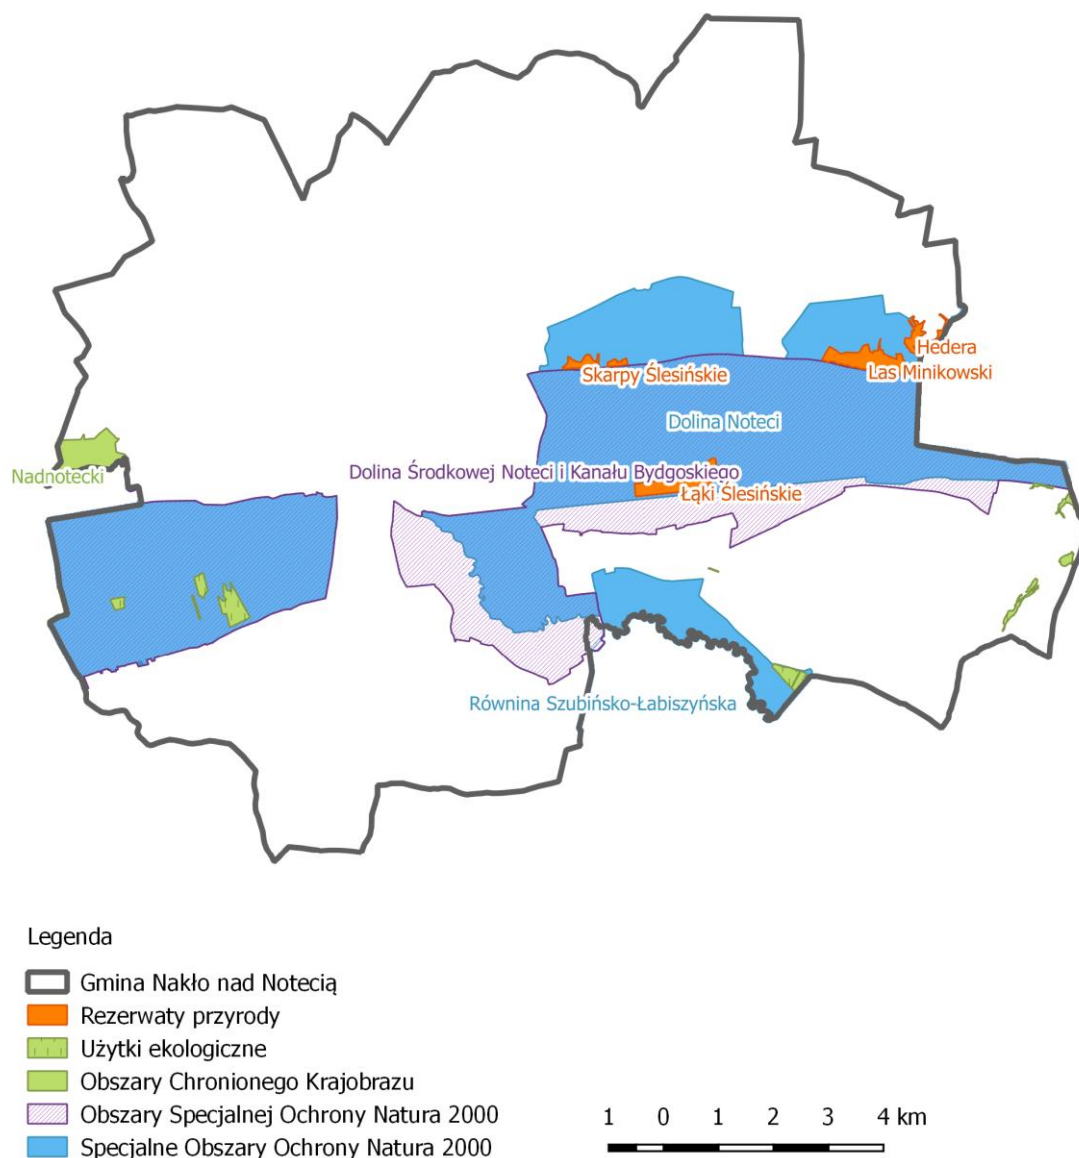 Hedera
Skarpy Ślesińskie
Las Minikowski
Dolina Noteci
Nadnotecki
Dolina Środkowej Noteci i Kanału Bydgoskiego
Łąki Ślesińskie
Równina Szubińsko-Łabiszyńska
Legenda
Gmina Nakło nad Notecią
Rezerwaty przyrody
Użytki ekologiczne
Obszary Chronionego Krajobrazu
Obszary Specjalnej Ochrony Natura 2000
Specjalne Obszary Ochrony Natura 2000
1 0 1 2 3 4 km